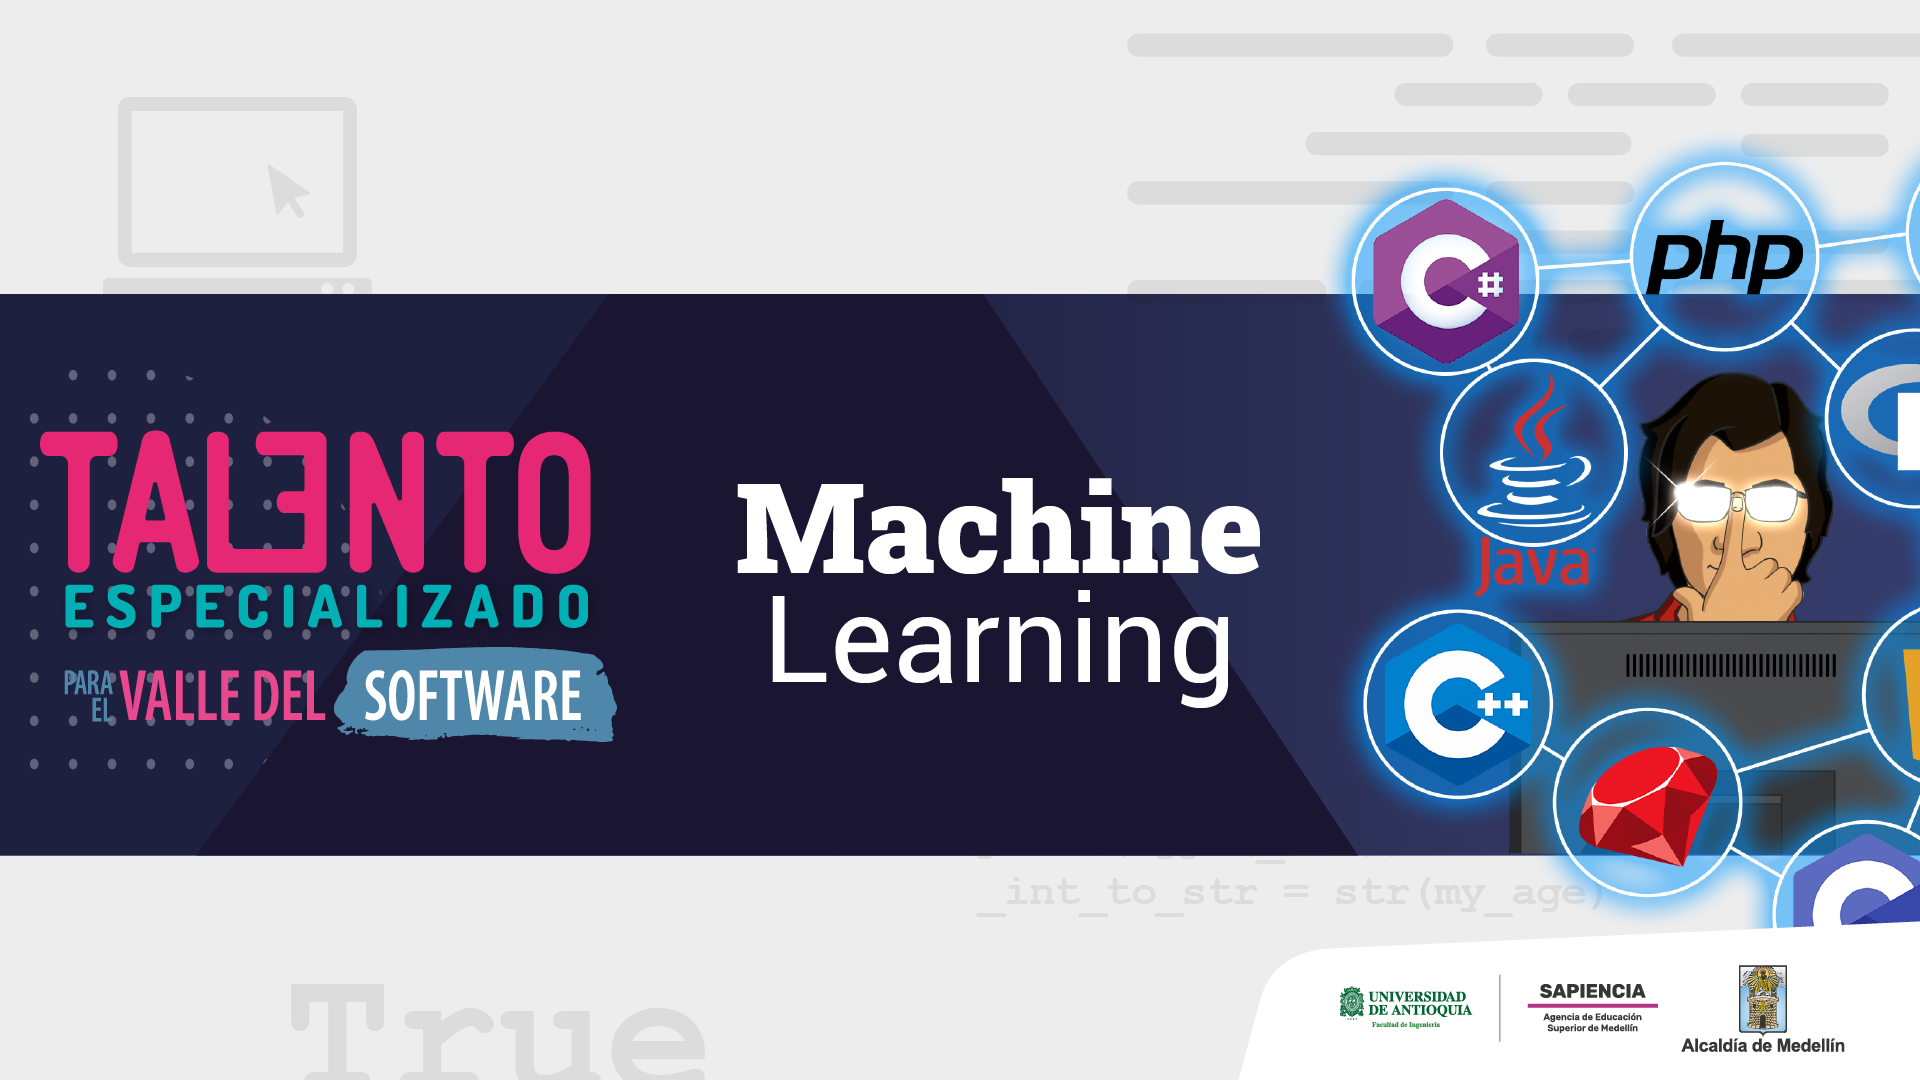 TALENTO
ESPECIALIZADO
PARA EL VALLE DEL SOFTWARE
Machine
Learning
C#
php
Java
C++
_int_to_str = str(my_age)
True
UNIVERSIDAD
DE ANTIOQUIA
Facultad de Ingeniería
SAPIENCIA
Agencia de Educación
Superior de Medellín
Alcaldía de Medellín